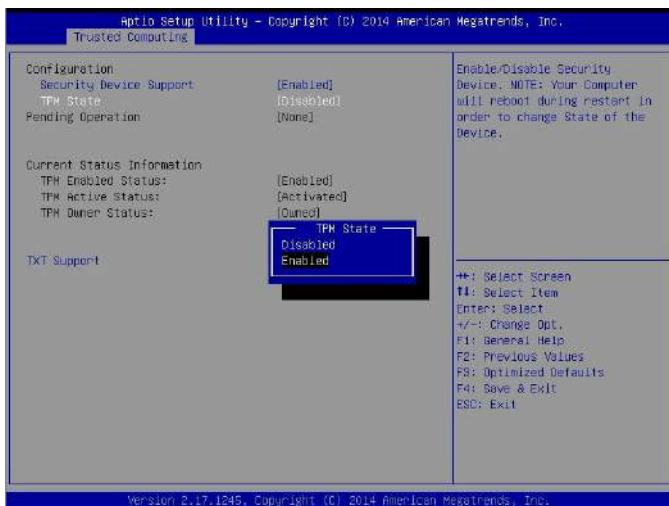 Aptio Setup Utility – Copyright (C) 2014 American Megatrends, Inc.
Trusted Computing
Configuration
Security Device Support [Enabled]
TPM State [Disabled]
Pending Operation [None]
Current Status Information
TPM Enabled Status: [Enabled]
TPM Active Status: [Activated]
TPM Owner Status: [Owned]
TPM State
Disabled
Enabled
TXT Support
Enable/Disable Security
Device. NOTE: Your Computer
will reboot during restart in
order to change State of the
Device.
→←: Select Screen
↑↓: Select Item
Enter: Select
+/-: Change Opt.
F1: General Help
F2: Previous Values
F9: Optimized Defaults
F4: Save & Exit
ESC: Exit
Version 2.17.1245. Copyright (C) 2014 American Megatrends, Inc.